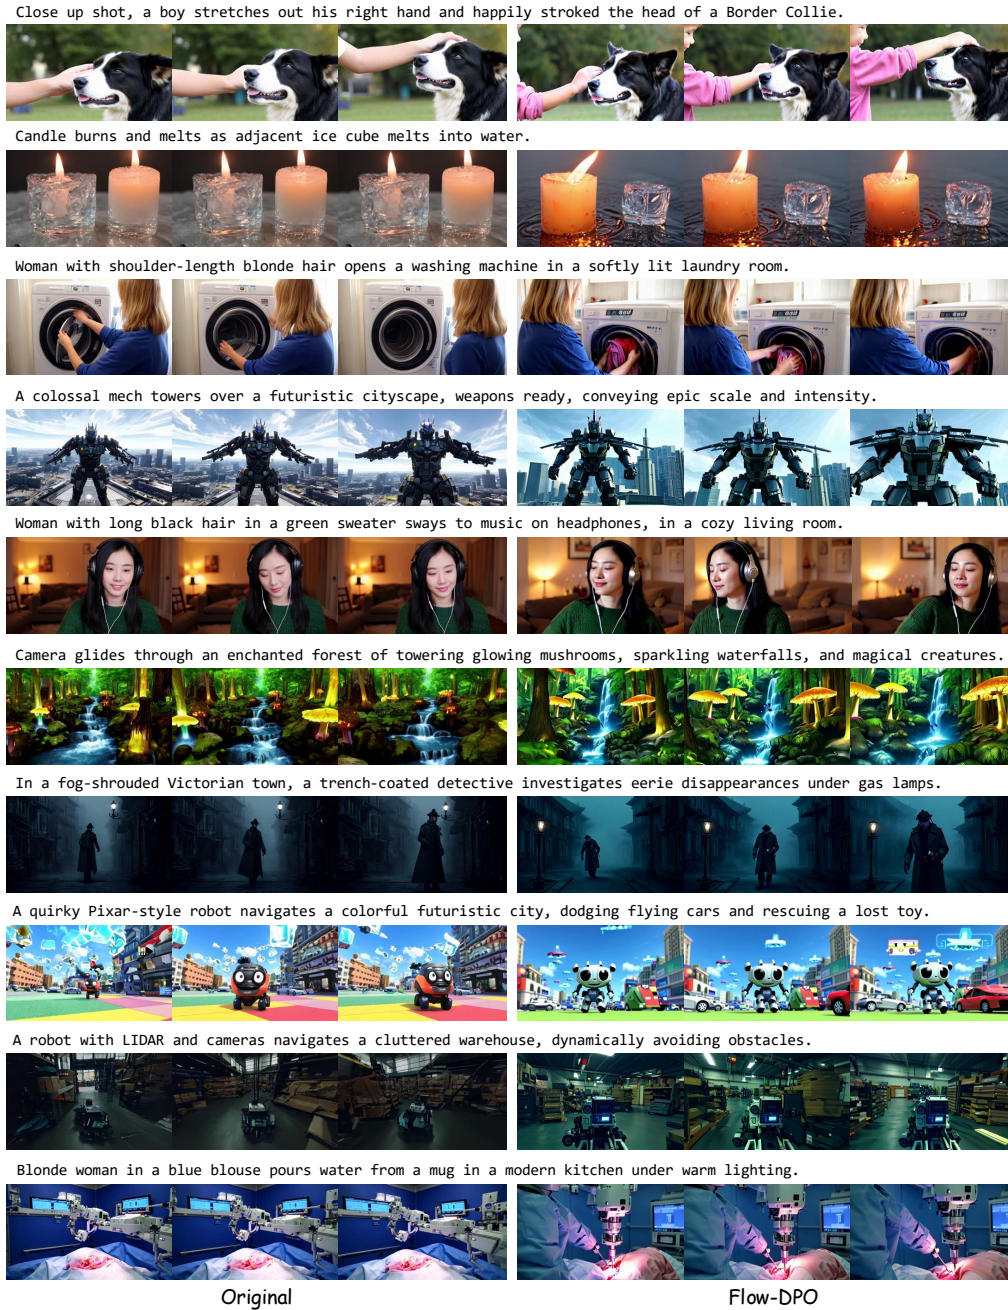 Close up shot, a boy stretches out his right hand and happily stroked the head of a Border Collie.
Candle burns and melts as adjacent ice cube melts into water.
Woman with shoulder-length blonde hair opens a washing machine in a softly lit laundry room.
A colossal mech towers over a futuristic cityscape, weapons ready, conveying epic scale and intensity.
Woman with long black hair in a green sweater sways to music on headphones, in a cozy living room.
Camera glides through an enchanted forest of towering glowing mushrooms, sparkling waterfalls, and magical creatures.
In a fog-shrouded Victorian town, a trench-coated detective investigates eerie disappearances under gas lamps.
A quirky Pixar-style robot navigates a colorful futuristic city, dodging flying cars and rescuing a lost toy.
A robot with LIDAR and cameras navigates a cluttered warehouse, dynamically avoiding obstacles.
Blonde woman in a blue blouse pours water from a mug in a modern kitchen under warm lighting.
Original
Flow-DPO